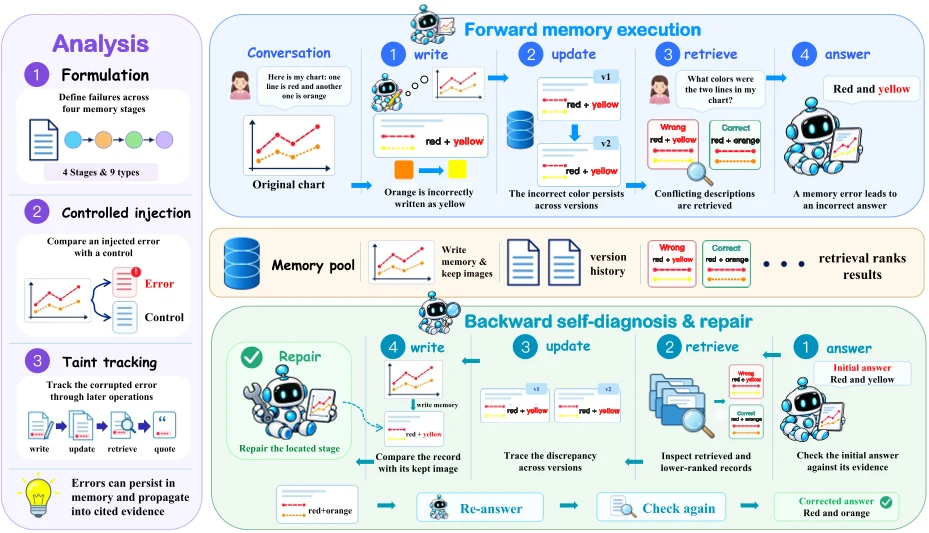 Analysis
1 Formulation
Define failures across
four memory stages
4 Stages & 9 types
2 Controlled injection
Compare an injected error
with a control
!
Error
Control
3 Taint tracking
Track the corrupted error
through later operations
write update retrieve quote
Errors can persist in
memory and propagate
into cited evidence
Forward memory execution
Conversation
Here is my chart: one
line is red and another
one is orange
Original chart
1 write
red + yellow
Orange is incorrectly
written as yellow
2 update
v1
red + yellow
v2
red + yellow
The incorrect color persists
across versions
3 retrieve
What colors were
the two lines in my
chart?
Wrong
red + yellow
Correct
red + orange
Conflicting descriptions
are retrieved
4 answer
Red and yellow
A memory error leads to
an incorrect answer
Memory pool
Write
memory &
keep images
version
history
Wrong
red + yellow
Correct
red + orange
retrieval ranks
results
Backward self-diagnosis & repair
Repair
Repair the located stage
4 write
write memory
red + yellow
Compare the record
with its kept image
3 update
v1
red + yellow
v2
red + yellow
Trace the discrepancy
across versions
2 retrieve
Wrong
red + yellow
Correct
red + orange
Inspect retrieved and
lower-ranked records
1 answer
Initial answer
Red and yellow
Check the initial answer
against its evidence
red+orange
Re-answer
Check again
Corrected answer
Red and orange